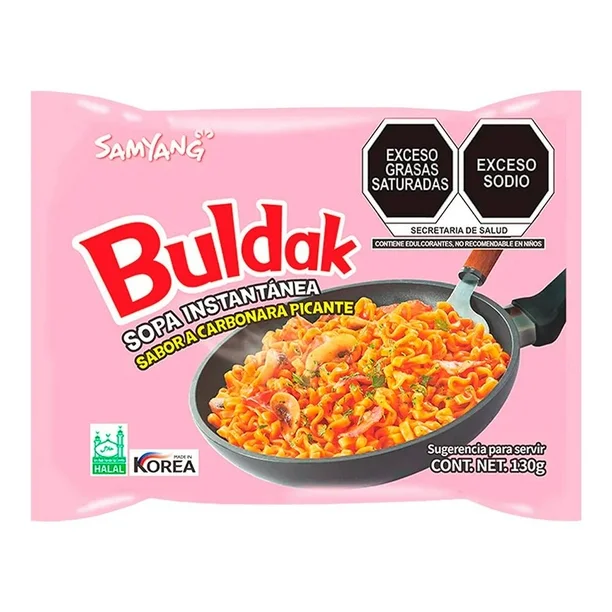 SAMYANG
EXCESO
GRASAS
SATURADAS
EXCESO
SODIO
SECRETARIA DE SALUD
CONTIENE EDULCORANTES, NO RECOMENDABLE EN NIÑOS
Buldak
SOPA INSTANTÁNEA
SABOR A CARBONARA PICANTE
HALAL
MADE IN
KOREA
Sugerencia para servir
CONT. NET. 130g